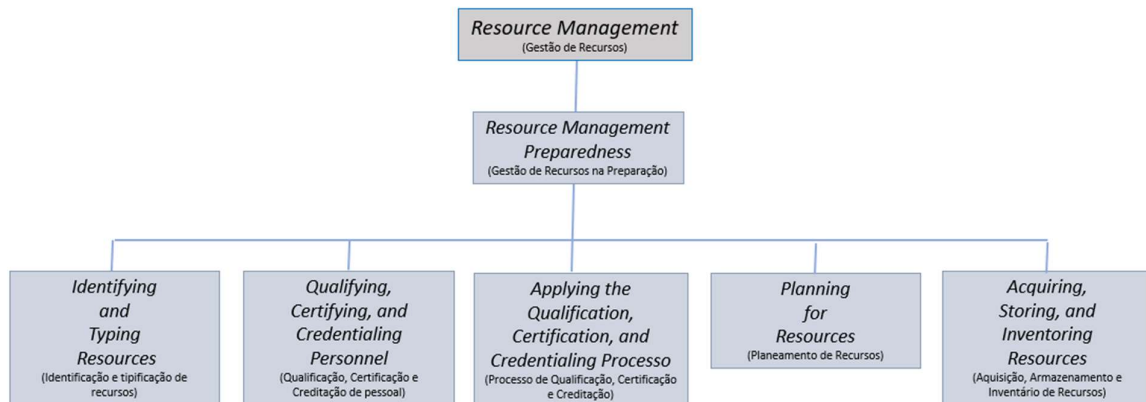 Resource Management
(Gestão de Recursos)
Resource Management
Preparedness
(Gestão de Recursos na Preparação)
Identifying
and
Typing
Resources
(Identificação e tipificação de
recursos)
Qualifying,
Certifying, and
Credentialing
Personnel
(Qualificação, Certificação e
Creditação de pessoal)
Applying the
Qualification,
Certification, and
Credentialing Processo
(Processo de Qualificação, Certificação
e Creditação)
Planning
for
Resources
(Planeamento de Recursos)
Acquiring,
Storing, and
Inventoring
Resources
(Aquisição, Armazenamento e
Inventário de Recursos)